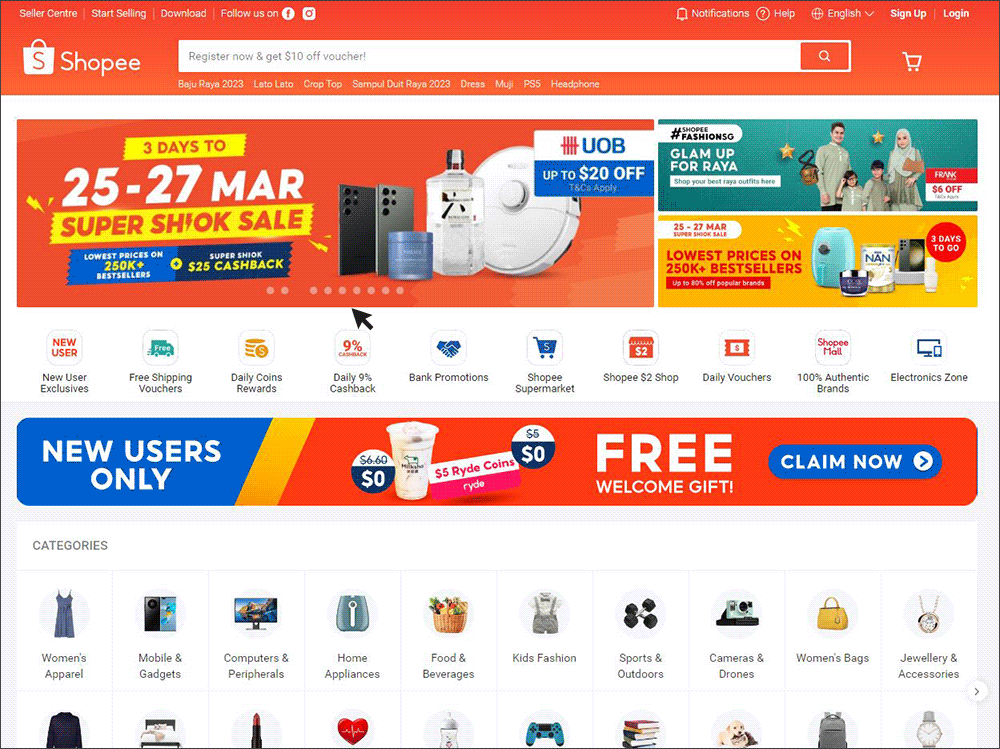 Seller Centre
Start Selling
Download
Follow us on
Notifications
Help
English
Sign Up
Login
Shopee
Register now & get $10 off voucher!
Baju Raya 2023
Lato Lato
Crop Top
Sampul Duit Raya 2023
Dress
Muji
PS5
Headphone
3 DAYS TO
25-27 MAR
SUPER SHIOK SALE
LOWEST PRICES ON
250K+
BESTSELLERS
+
SUPER SHIOK
$25 CASHBACK
UOB
UP TO $20 OFF
T&Cs Apply.
#SHOPEE
FASHIONSG
GLAM UP
FOR RAYA
Shop your best raya outfits here
FRANK
$6 OFF
T&Cs Apply.
25 - 27 MAR
SUPER SHIOK SALE
LOWEST PRICES ON
250K+ BESTSELLERS
Up to 80% off popular brands
NAN
3 DAYS
TO GO
NEW
USER
New User
Exclusives
Free
Free Shipping
Vouchers
Daily Coins
Rewards
9%
CASHBACK
Daily 9%
Cashback
Bank Promotions
Shopee
Supermarket
$2
Shopee $2 Shop
Daily Vouchers
Shopee
Mall
100% Authentic
Brands
Electronics Zone
NEW USERS
ONLY
$6.60
$0
Milksha
$5 Ryde Coins
ryde
$5
$0
FREE
WELCOME GIFT!
CLAIM NOW
CATEGORIES
Women's
Apparel
Mobile &
Gadgets
Computers &
Peripherals
Home
Appliances
Food &
Beverages
Kids Fashion
Sports &
Outdoors
Cameras &
Drones
Women's Bags
Jewellery &
Accessories